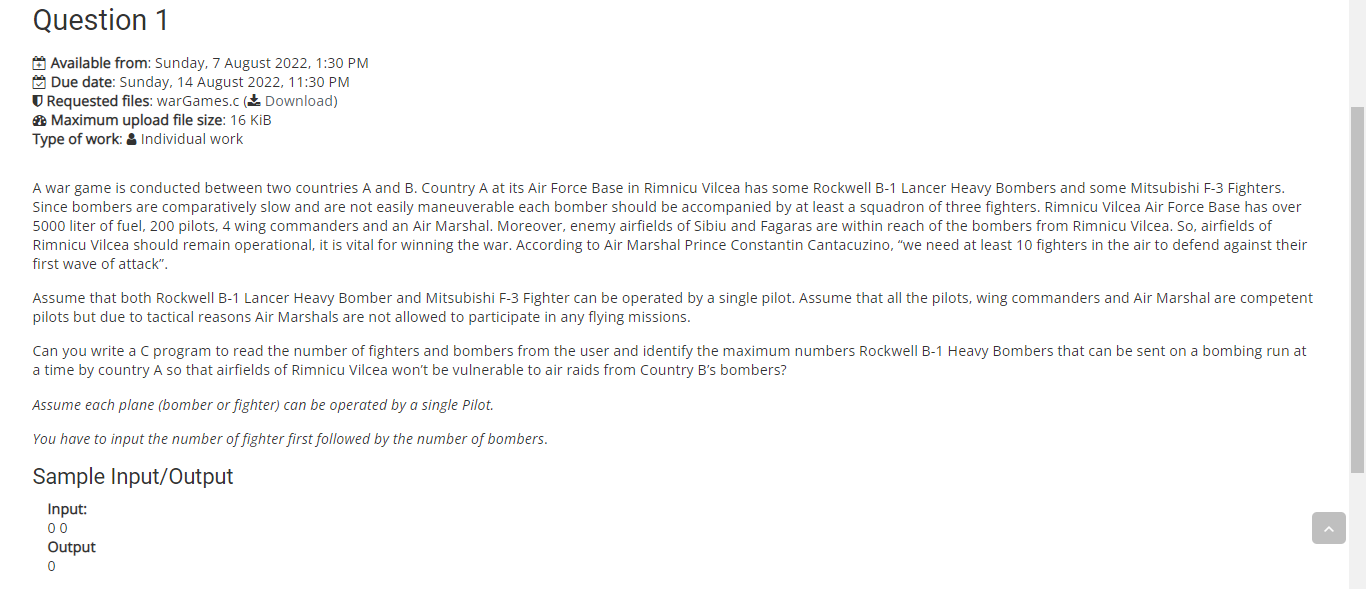 Question 1
Available from: Sunday, 7 August 2022, 1:30 PM
Due date: Sunday, 14 August 2022, 11:30 PM
Requested files: warGames.c ( Download)
Maximum upload file size: 16 KiB
Type of work: Individual work
A war game is conducted between two countries A and B. Country A at its Air Force Base in Rimnicu Vilcea has some Rockwell B-1 Lancer Heavy Bombers and some Mitsubishi F-3 Fighters.
Since bombers are comparatively slow and are not easily maneuverable each bomber should be accompanied by at least a squadron of three fighters. Rimnicu Vilcea Air Force Base has over
5000 liter of fuel, 200 pilots, 4 wing commanders and an Air Marshal. Moreover, enemy airfields of Sibiu and Fagaras are within reach of the bombers from Rimnicu Vilcea. So, airfields of
Rimnicu Vilcea should remain operational, it is vital for winning the war. According to Air Marshal Prince Constantin Cantacuzino, “we need at least 10 fighters in the air to defend against their
first wave of attack”.
Assume that both Rockwell B-1 Lancer Heavy Bomber and Mitsubishi F-3 Fighter can be operated by a single pilot. Assume that all the pilots, wing commanders and Air Marshal are competent
pilots but due to tactical reasons Air Marshals are not allowed to participate in any flying missions.
Can you write a C program to read the number of fighters and bombers from the user and identify the maximum numbers Rockwell B-1 Heavy Bombers that can be sent on a bombing run at
a time by country A so that airfields of Rimnicu Vilcea won’t be vulnerable to air raids from Country B’s bombers?
Assume each plane (bomber or fighter) can be operated by a single Pilot.
You have to input the number of fighter first followed by the number of bombers.
Sample Input/Output
Input:
0 0
Output
0